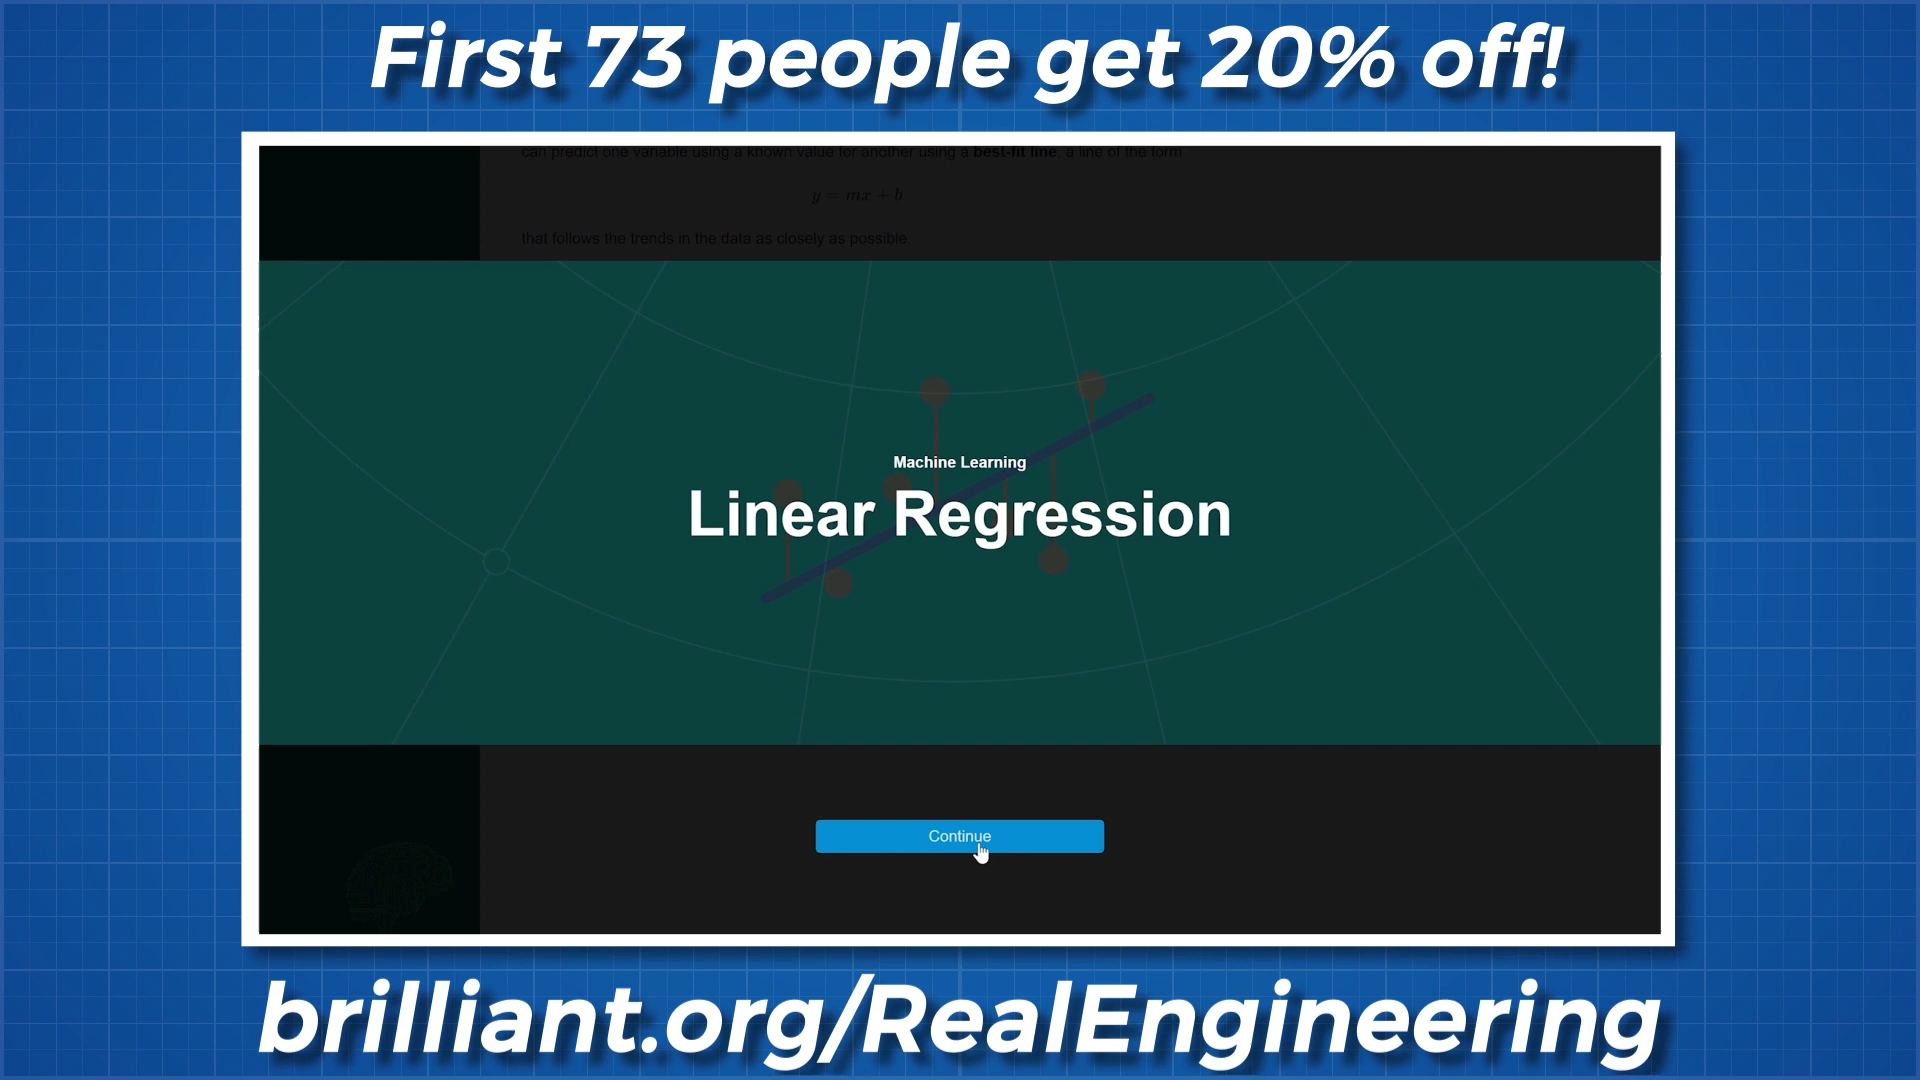 First 73 people get 20% off!
can predict one variable using a known value for another using a best-fit line, a line of the form
y = mx + b
that follows the trends in the data as closely as possible.
Machine Learning
Linear Regression
Continue
brilliant.org/RealEngineering